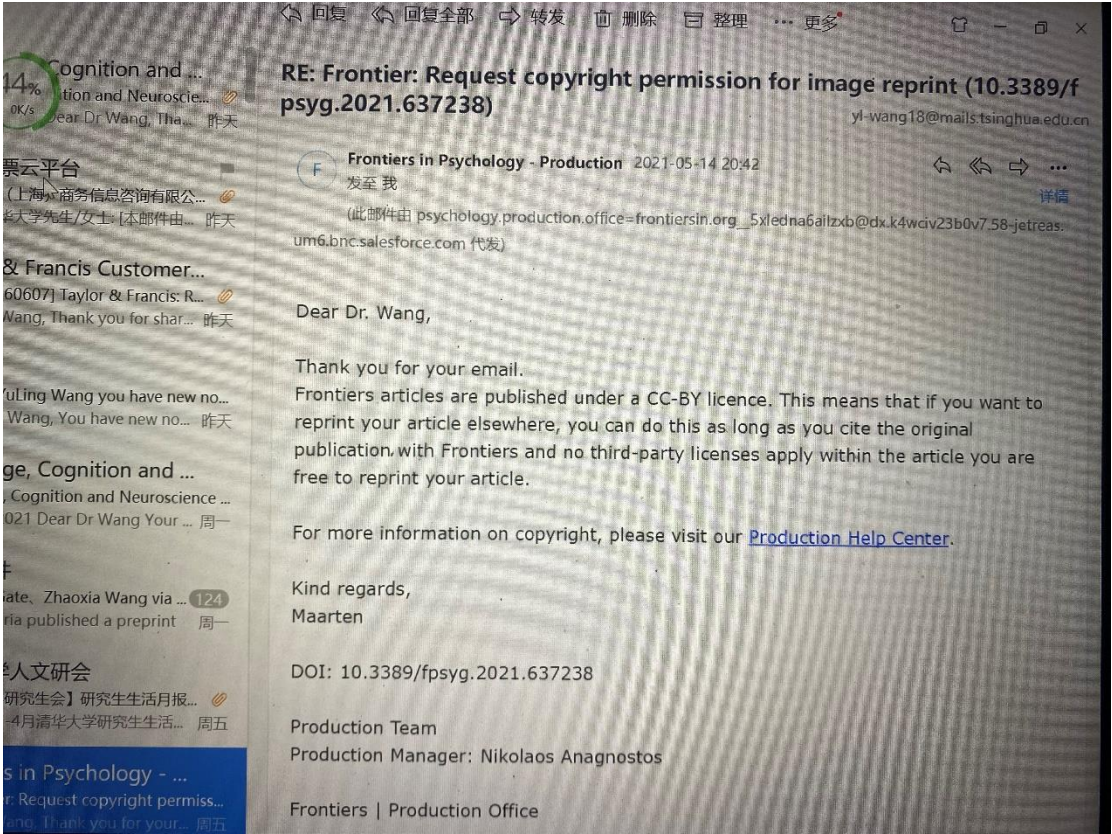 回复 回复全部 转发 删除 整理 ... 更多
44%
0K/s
Cognition and ...
tion and Neuroscie...
Dear Dr Wang, Tha... 昨天
票云平台
商务信息咨询有限公...
华大学先生/女士: [本邮件由... 昨天
& Francis Customer...
60607] Taylor & Francis: R...
Wang, Thank you for shar... 昨天
YuLing Wang you have new no...
Wang, You have new no... 昨天
ge, Cognition and ...
, Cognition and Neuroscience ...
021 Dear Dr Wang Your ... 周一
件
ate、Zhaoxia Wang via ... 124
ria published a preprint 周一
人文研会
研究生会】研究生生活月报...
-4月清华大学研究生生活... 周五
s in Psychology - ...
r: Request copyright permiss...
ang, Thank you for your... 周五
RE: Frontier: Request copyright permission for image reprint (10.3389/f
psyg.2021.637238)
yl-wang18@mails.tsinghua.edu.cn
F
Frontiers in Psychology - Production 2021-05-14 20:42
发至 我
详情
(此邮件由 psychology.production.office=frontiersin.org__5xledna6ailzxb@dx.k4wciv23b0v7.58-jetreas.
um6.bnc.salesforce.com 代发)
Dear Dr. Wang,
Thank you for your email.
Frontiers articles are published under a CC-BY licence. This means that if you want to
reprint your article elsewhere, you can do this as long as you cite the original
publication with Frontiers and no third-party licenses apply within the article you are
free to reprint your article.
For more information on copyright, please visit our Production Help Center.
Kind regards,
Maarten
DOI: 10.3389/fpsyg.2021.637238
Production Team
Production Manager: Nikolaos Anagnostos
Frontiers | Production Office